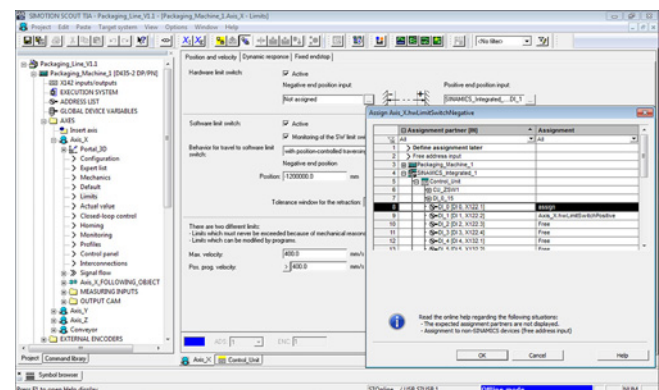 SIMOTION SCOUT TIA - Packaging_Line_V1.1 - [Packaging_Machine_1.Axis_X - Limits]
Project Edit Paste Target system View Options Window Help
(No filter)
Packaging_Line_V1.1
Packaging_Machine_1 [D435-2 DP/PN]
X142 inputs/outputs
EXECUTION SYSTEM
ADDRESS LIST
GLOBAL DEVICE VARIABLES
AXES
Insert axis
Axis_X
Portal_3D
Configuration
Expert list
Mechanics
Default
Limits
Actual value
Closed-loop control
Homing
Monitoring
Profiles
Control panel
Interconnections
Signal flow
Axis_X_FOLLOWING_OBJECT
MEASURING INPUTS
OUTPUT CAM
Axis_Y
Axis_Z
Conveyor
EXTERNAL ENCODERS
Project Command library
Symbol browser
Press F1 to open Help display.
Offline mode
NUM
Position and velocity Dynamic response Fixed endstop
Hardware limit switch: Active
Negative end position input: Positive end position input:
Not assigned
SINAMICS_Integrated_...DI_1
Software limit switch: Active
Monitoring of the SW limit
Behavior for travel to software limit switch:
with position-controlled traversing
Negative end position
Position: -1200000.0 mm
Tolerance window for the retraction:
There are two different limits:
- Limits which must never be exceeded because of mechanical reasons
- Limits which can be modified by programs.
Max. velocity: 400.0 mm/s
Pos. prog. velocity: 400.0 mm/s
Axis_X Control_Unit
Assign Axis_X.hwLimitSwitchNegative
Assignment partner [IN] Assignment
All All
1 Define assignment later
2 Free address input
3 Packaging_Machine_1
4 SINAMICS_Integrated_1
5 Control_Unit
6 CU_ZSW1
7 DI_0_15
8 DI_0 [DI 0, X122.1] assign
9 DI_1 [DI 1, X122.2] Axis_X.hwLimitSwitchPositive
10 DI_2 [DI 2, X122.3] Free
11 DI_3 [DI 3, X122.4] Free
12 DI_4 [DI 4, X132.1] Free
Read the online help regarding the following situations:
- The expected assignment partners are not displayed.
- Assignment to non-SINAMICS devices (free address input)
OK Cancel Help